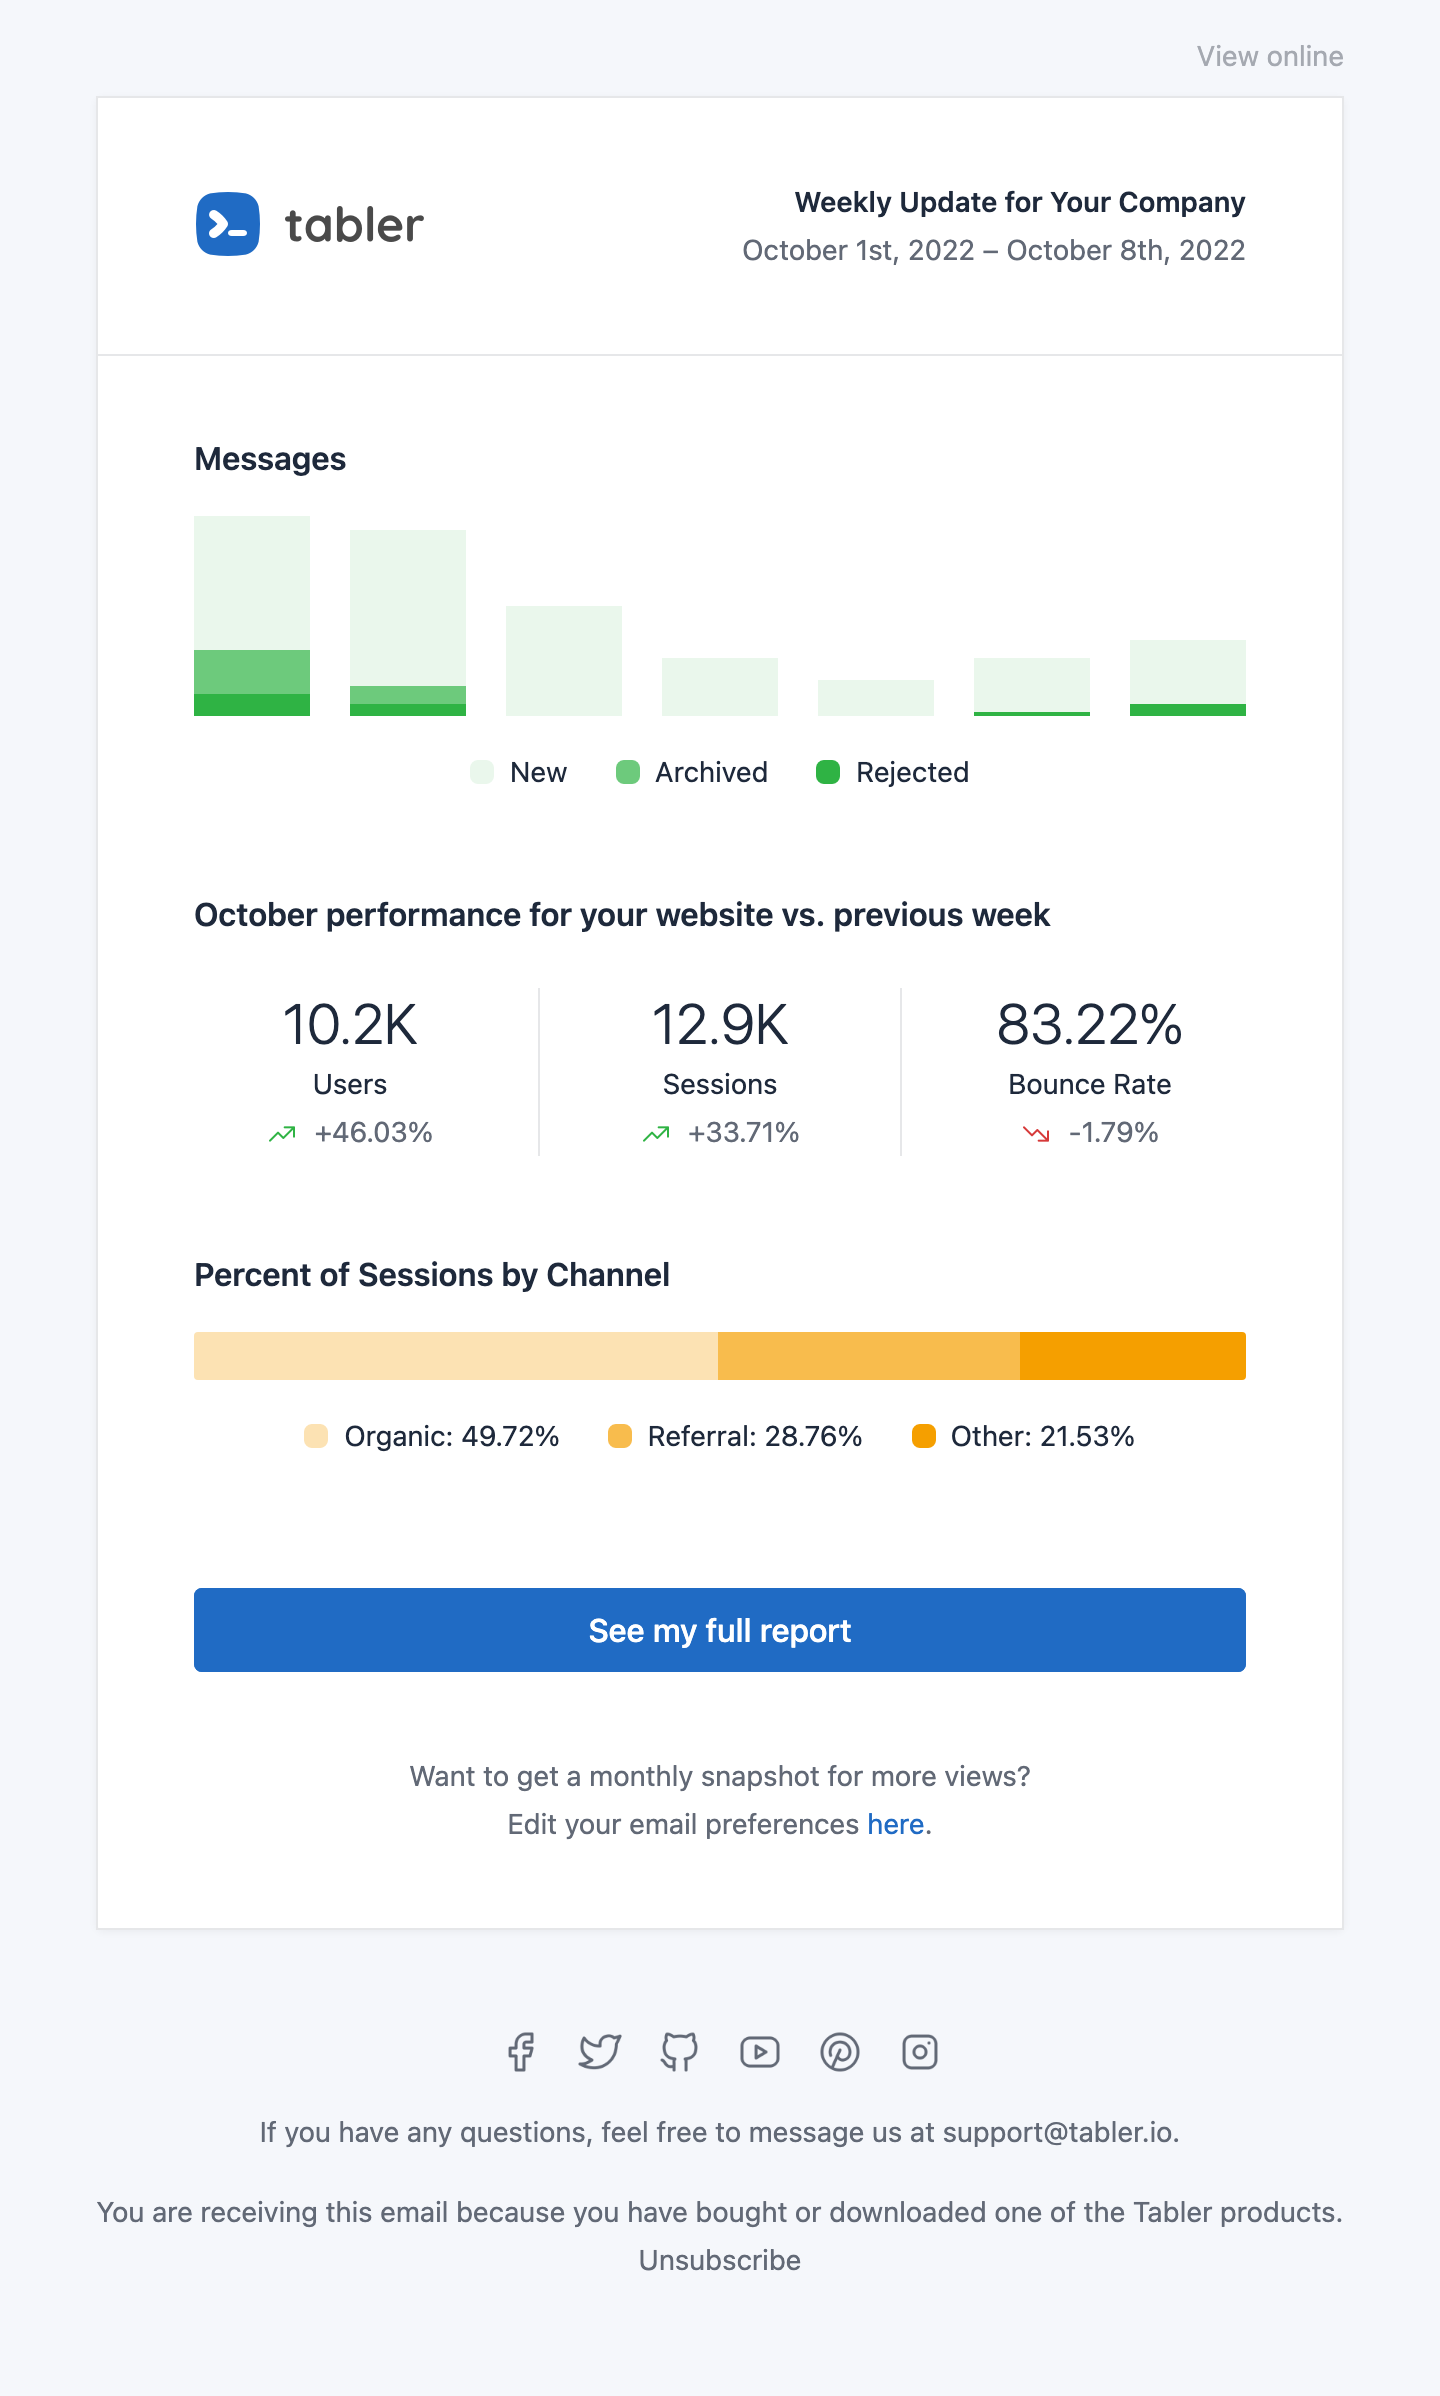 View online
tabler
Weekly Update for Your Company
October 1st, 2022 – October 8th, 2022
Messages
New
Archived
Rejected
October performance for your website vs. previous week
10.2K
Users
+46.03%
12.9K
Sessions
+33.71%
83.22%
Bounce Rate
-1.79%
Percent of Sessions by Channel
Organic: 49.72%
Referral: 28.76%
Other: 21.53%
See my full report
Want to get a monthly snapshot for more views?
Edit your email preferences here.
If you have any questions, feel free to message us at support@tabler.io.
You are receiving this email because you have bought or downloaded one of the Tabler products.
Unsubscribe